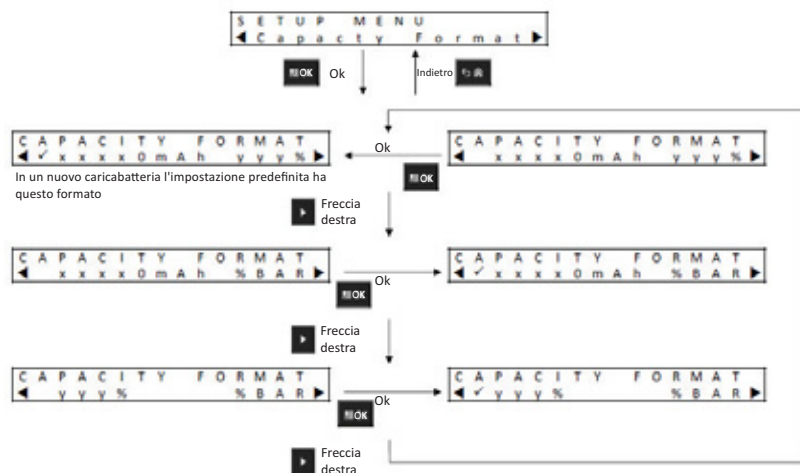 SETUP MENU
◀ Capacty Format ▶
OK Ok
Indietro
CAPACITY FORMAT
◀ ✓ xxxx0mAh yyy% ▶
In un nuovo caricabatteria l'impostazione predefinita ha
questo formato
Ok
OK
CAPACITY FORMAT
◀ xxxx0mAh yyy% ▶
Freccia
destra
CAPACITY FORMAT
◀ xxxx0mAh %BAR ▶
Ok
OK
CAPACITY FORMAT
◀ ✓ xxxx0mAh %BAR ▶
Freccia
destra
CAPACITY FORMAT
◀ yyy% %BAR ▶
Ok
OK
CAPACITY FORMAT
◀ ✓ yyy% %BAR ▶
Freccia
destra